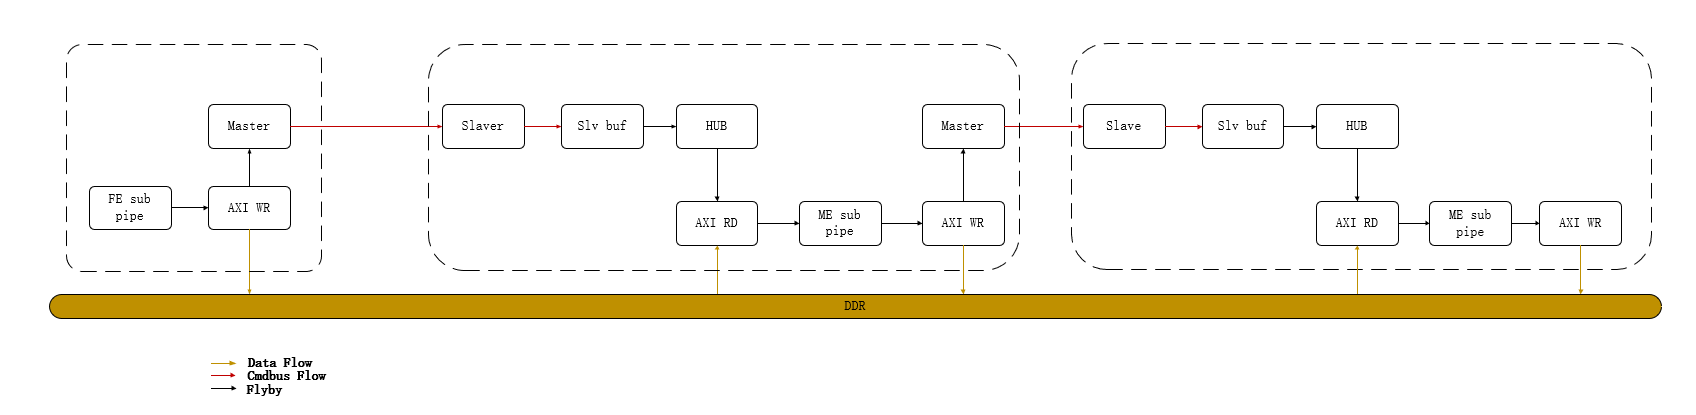 Master
Slaver
Slv buf
HUB
Master
Slave
Slv buf
HUB
FE sub
pipe
AXI WR
AXI RD
ME sub
pipe
AXI WR
AXI RD
ME sub
pipe
AXI WR
DDR
Data Flow
Cmdbus Flow
Flyby